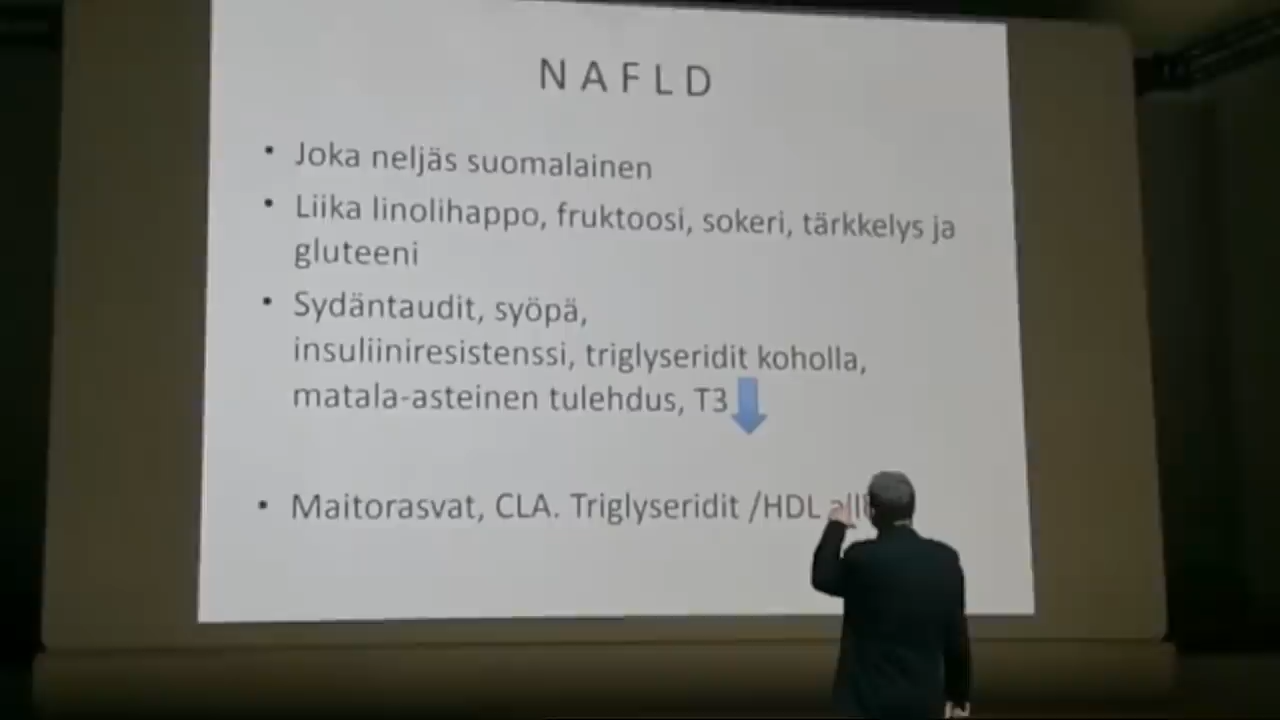 N A F L D
• Joka neljäs suomalainen
• Liika linolihappo, fruktoosi, sokeri, tärkkelys ja
gluteeni
• Sydäntaudit, syöpä,
insuliiniresistenssi, triglyseridit koholla,
matala-asteinen tulehdus, T3
• Maitorasvat, CLA. Triglyseridit /HDL